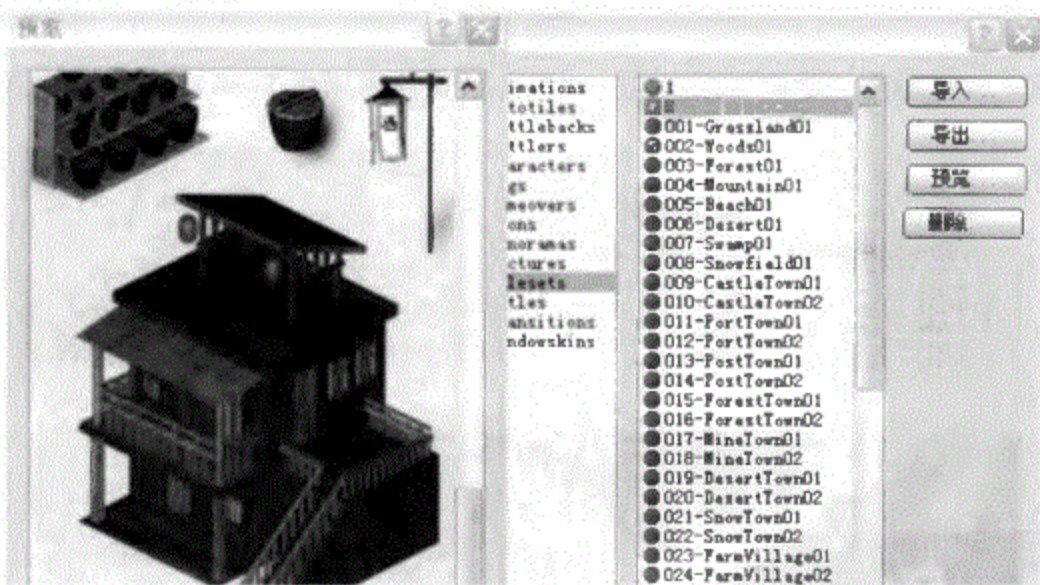 预览
imations
totiles
ttlebacks
ttlers
aracters
gs
meovers
ons
noramas
ctures
lesets
tles
ansitions
ndowskins
1
001-Grassland01
002-Woods01
003-Forest01
004-Mountain01
005-Beach01
006-Desert01
007-Swamp01
008-Snowfield01
009-CastleTown01
010-CastleTown02
011-PortTown01
012-PortTown02
013-PostTown01
014-PostTown02
015-ForestTown01
016-ForestTown02
017-MineTown01
018-MineTown02
019-DesertTown01
020-DesertTown02
021-SnowTown01
022-SnowTown02
023-FarmVillage01
024-FarmVillage02
导入
导出
预览
删除